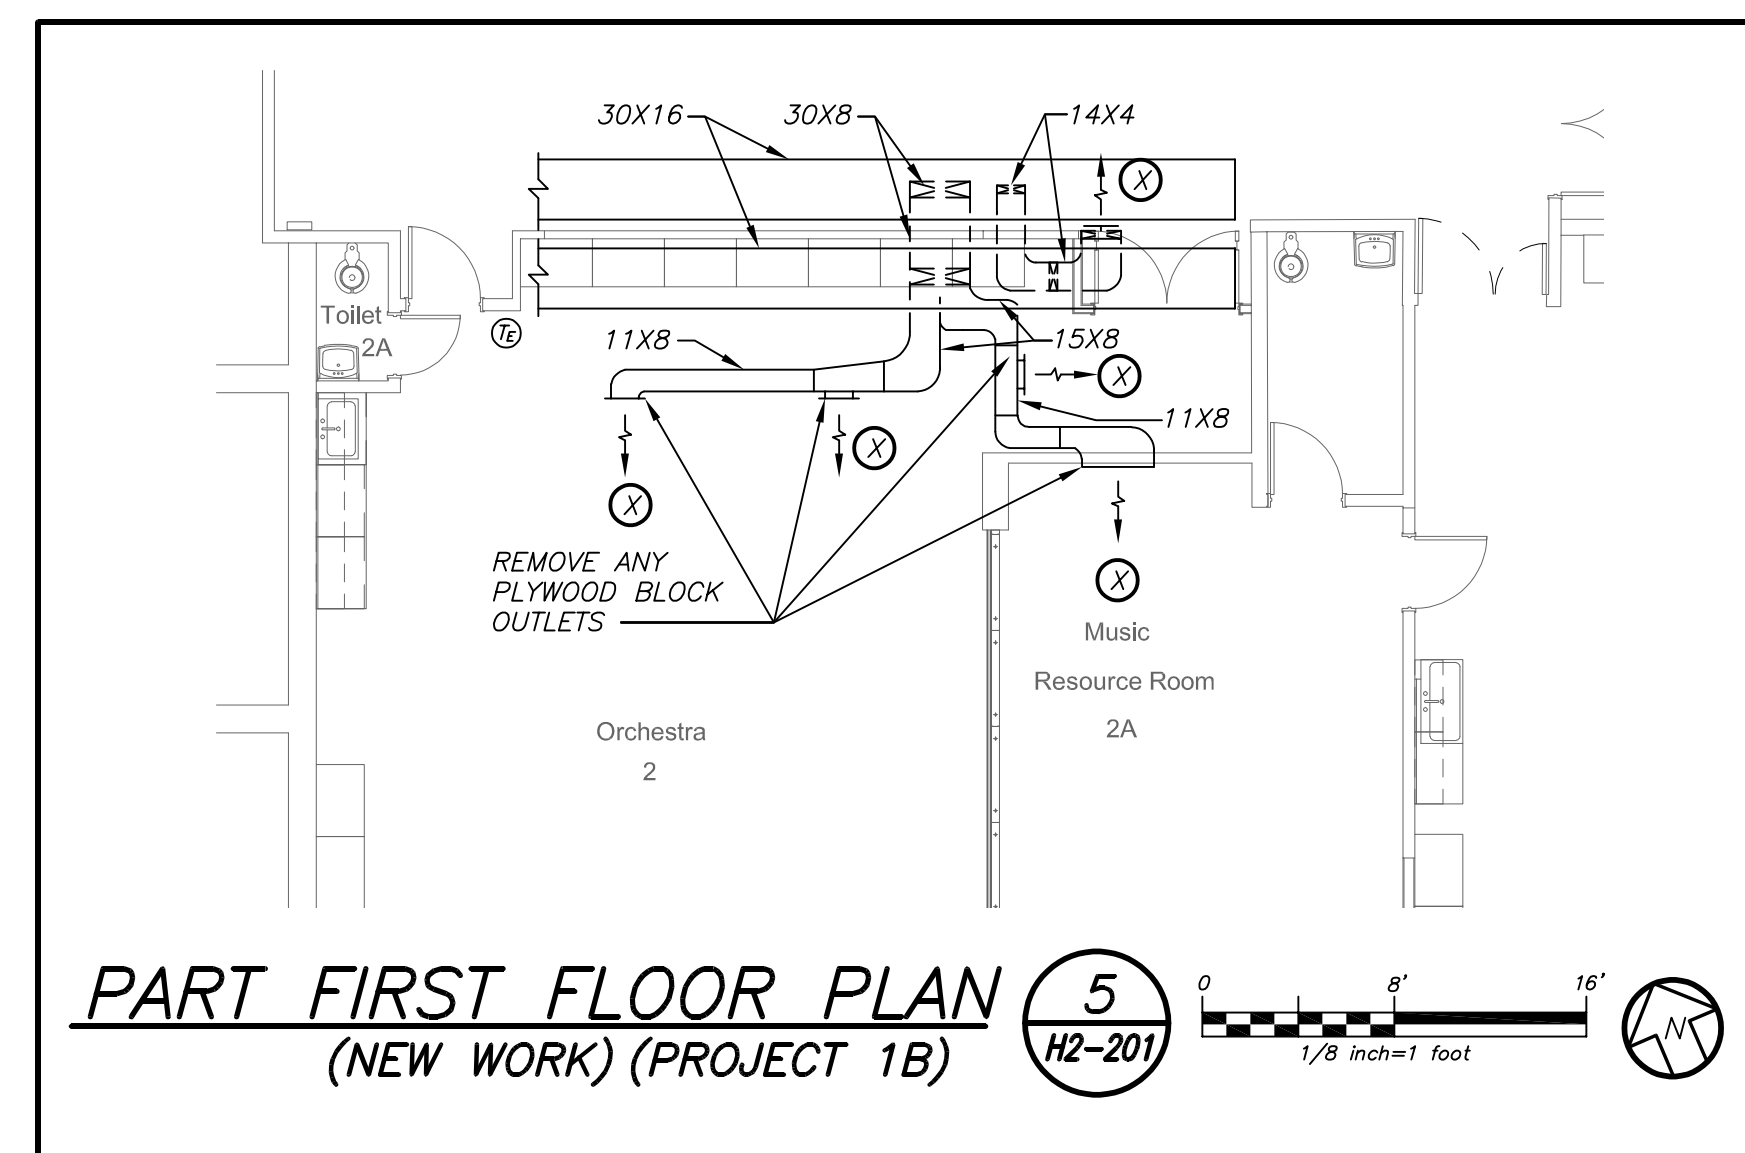 30X16
30X8
14X4
X
Toilet
2A
TE
11X8
15X8
X
11X8
X
X
REMOVE ANY
PLYWOOD BLOCK
OUTLETS
X
Music
Resource Room
2A
Orchestra
2
PART FIRST FLOOR PLAN
(NEW WORK) (PROJECT 1B)
5
H2-201
0 8' 16'
1/8 inch=1 foot
N